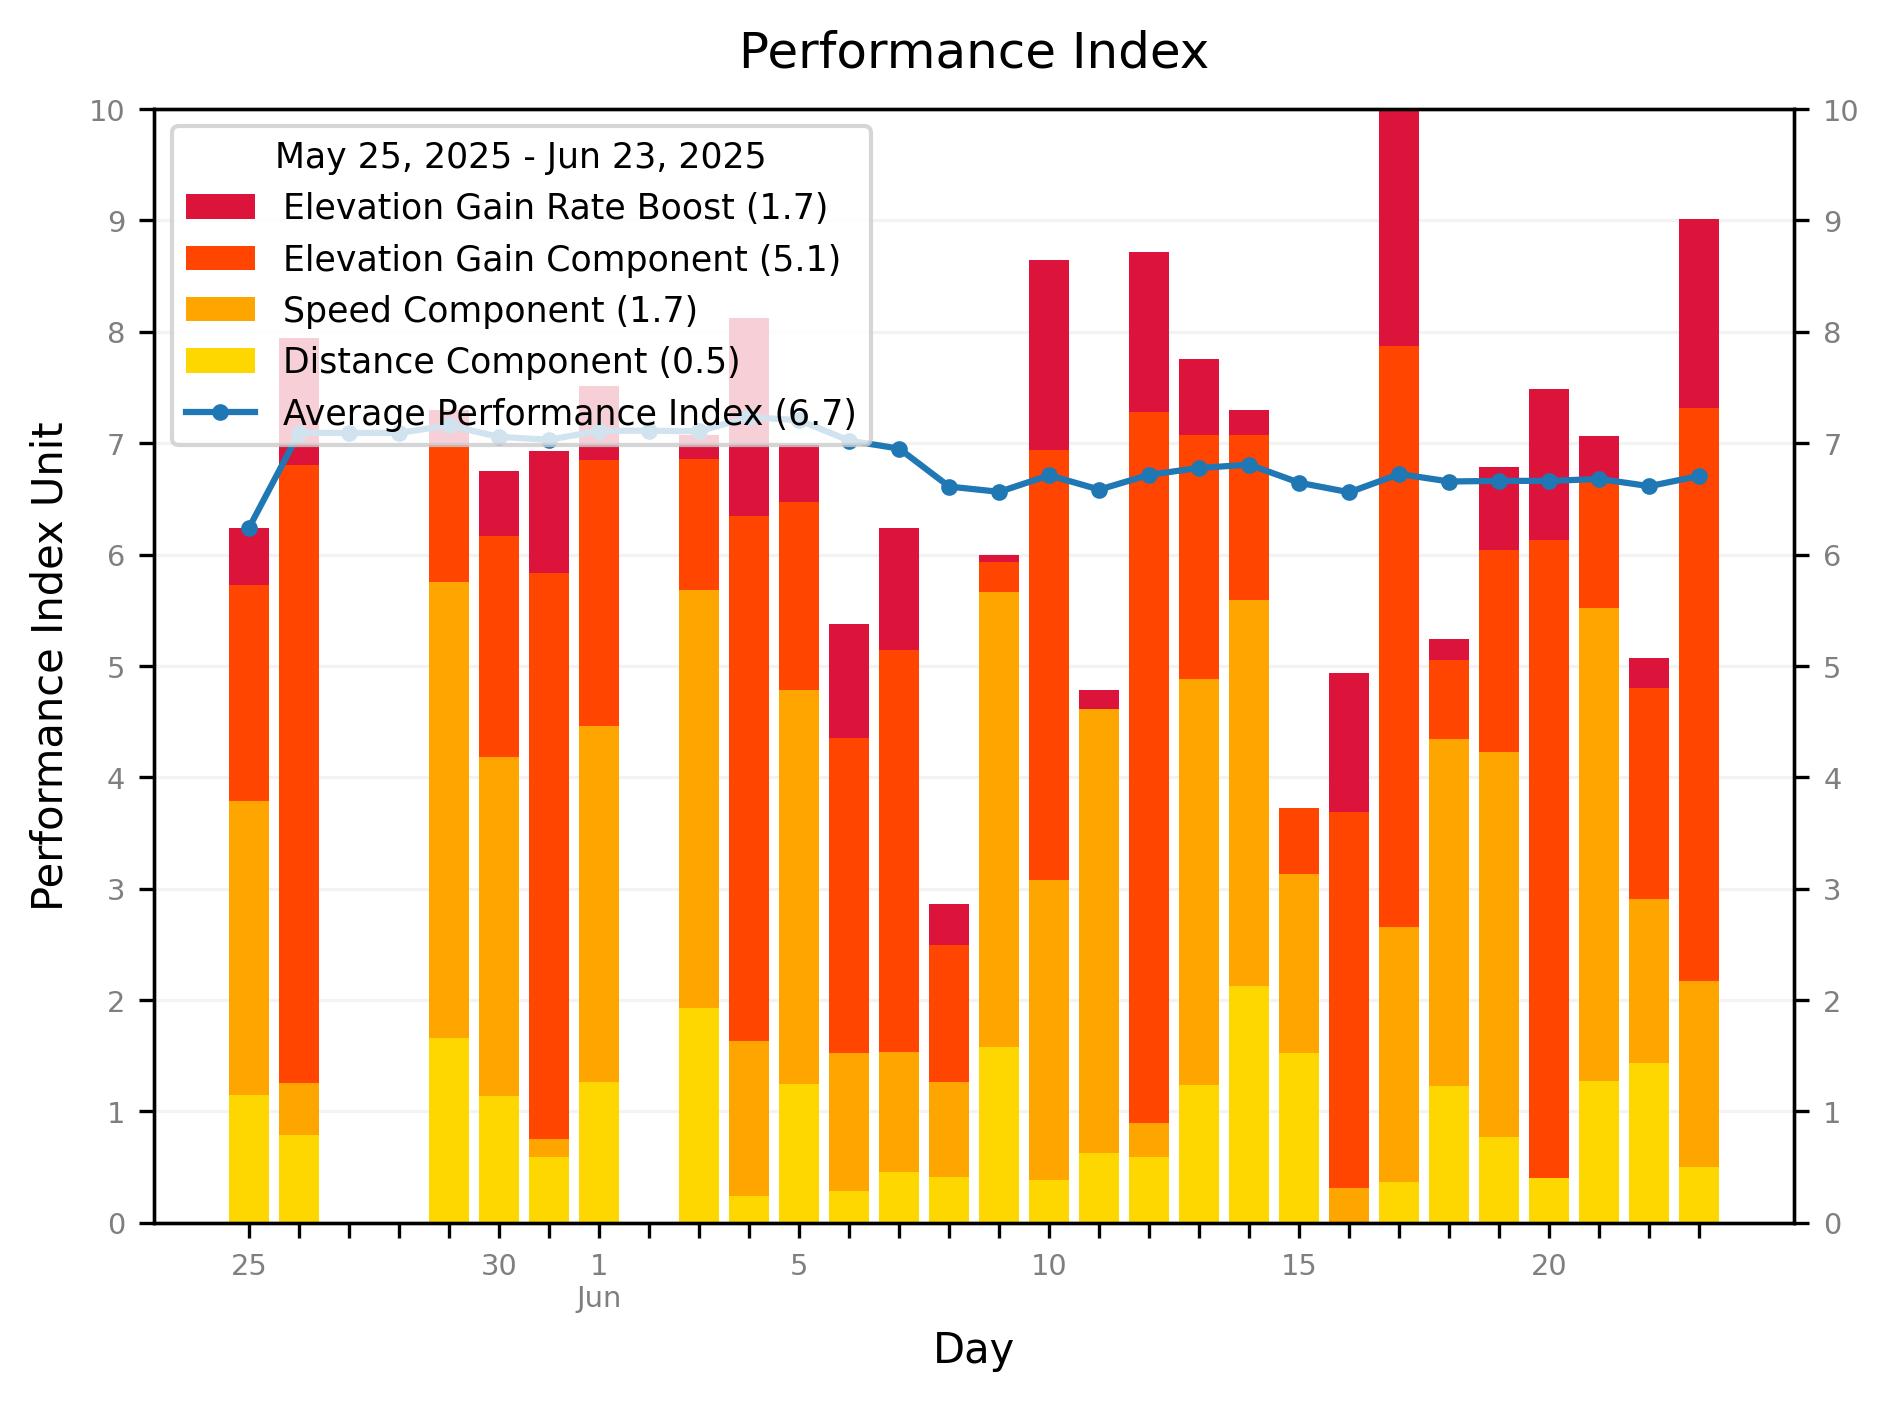 Performance Index
May 25, 2025 - Jun 23, 2025
Elevation Gain Rate Boost (1.7)
Elevation Gain Component (5.1)
Speed Component (1.7)
Distance Component (0.5)
Average Performance Index (6.7)
Performance Index Unit
10
9
8
7
6
5
4
3
2
1
0
10
9
8
7
6
5
4
3
2
1
0
25 30 1 5 10 15 20
Jun
Day